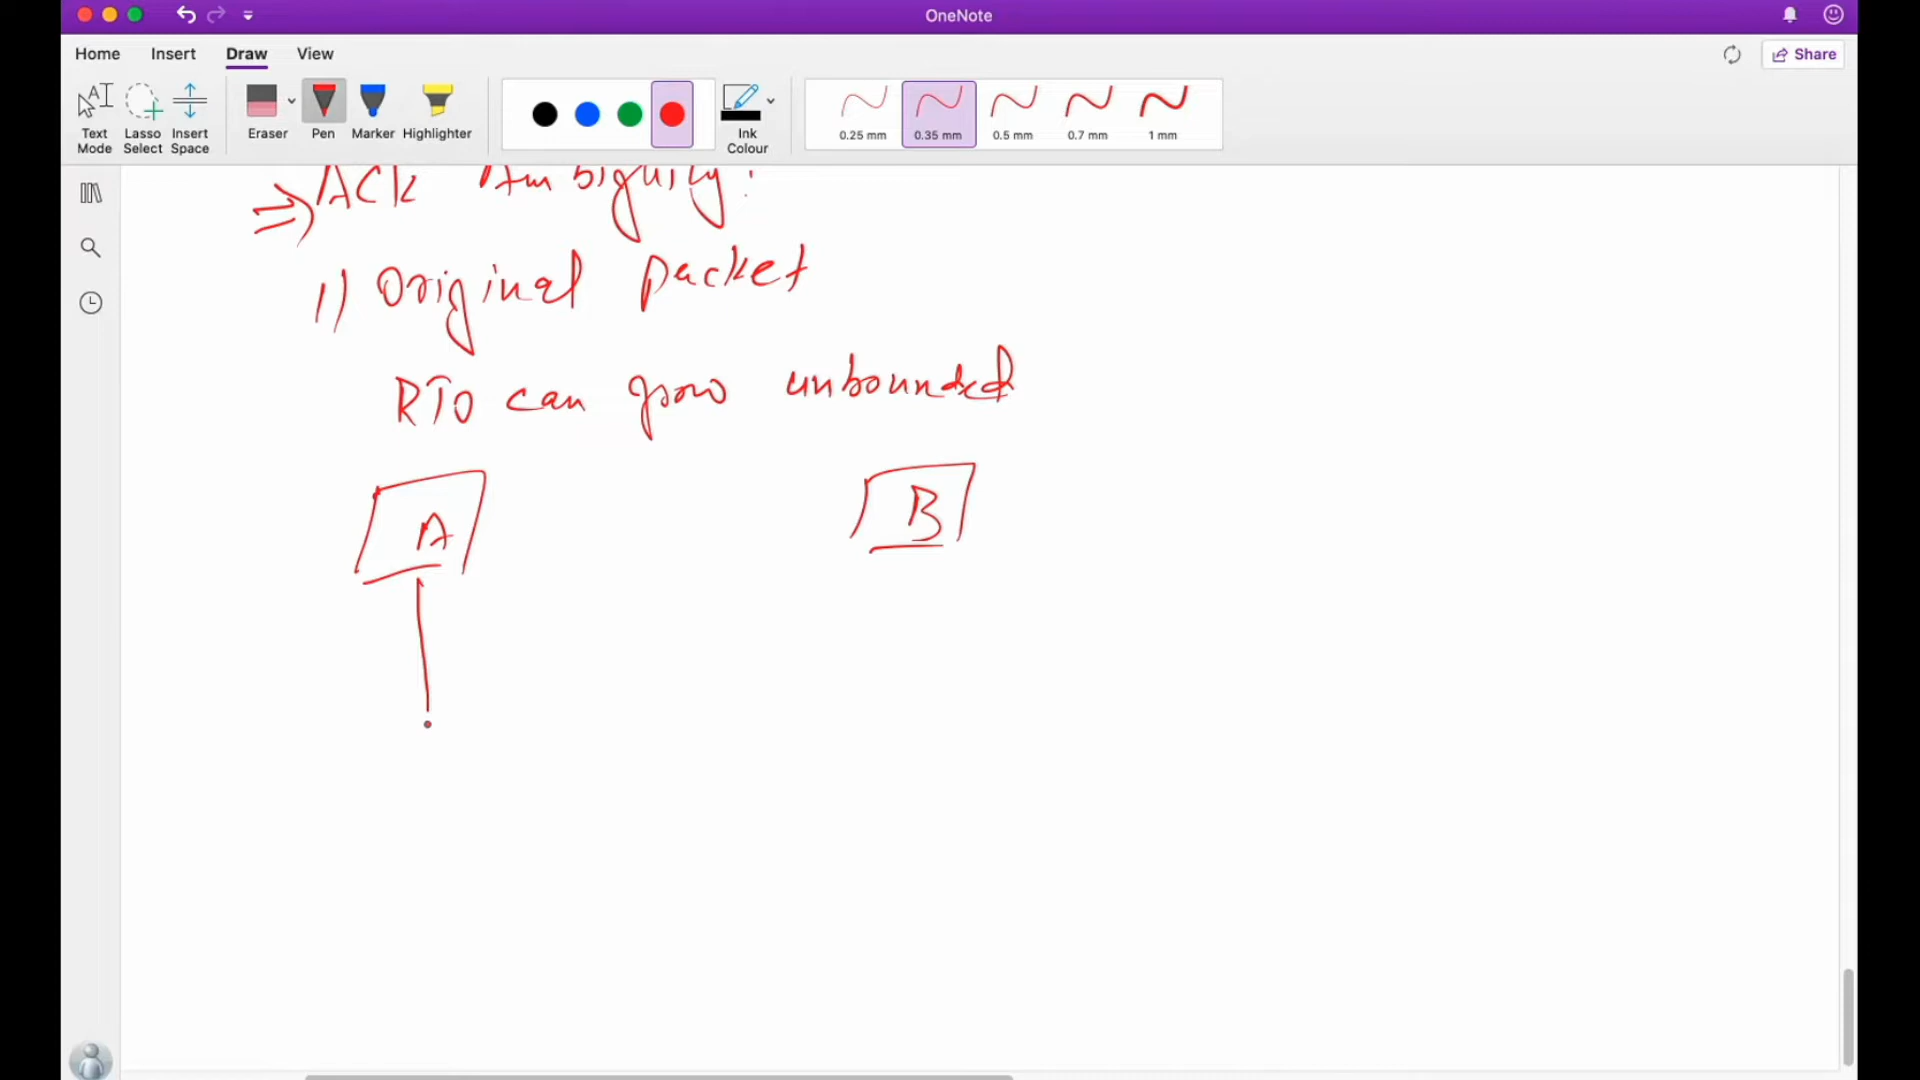 OneNote
Home Insert Draw View Share
Text Mode
Lasso Select
Insert Space
Eraser
Pen
Marker
Highlighter
Ink Colour
0.25 mm
0.35 mm
0.5 mm
0.7 mm
1 mm
⇒ ACK Ambiguity:
1) Original packet
RTO can grow unbounded
A B